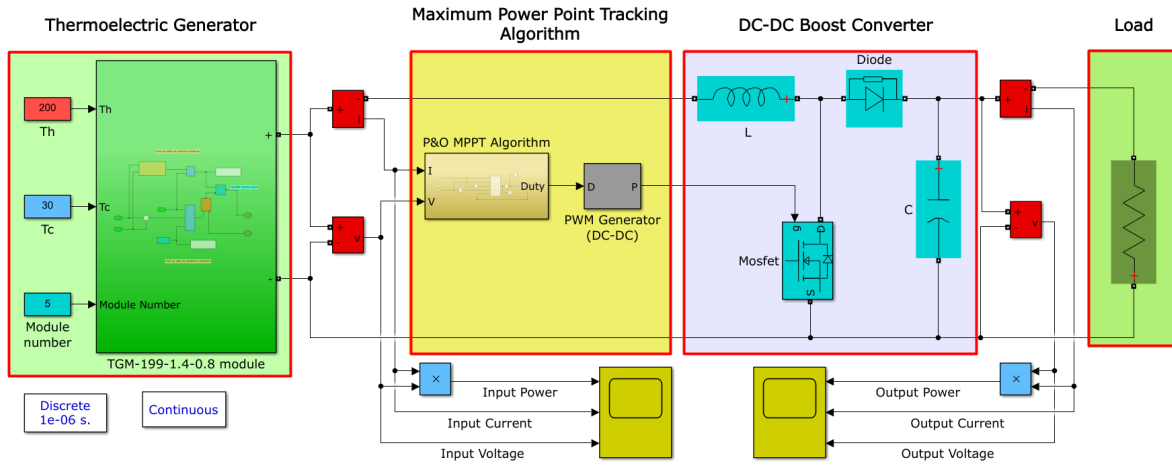 Thermoelectric Generator
Maximum Power Point Tracking
Algorithm
DC-DC Boost Converter
Load
200
Th
Th
30
Tc
Tc
5
Module
number
Module Number
+
-
TGM-199-1.4-0.8 module
Discrete
1e-06 s.
Continuous
+
-
i
+
-
v
P&O MPPT Algorithm
I
V
Duty
D
P
PWM Generator
(DC-DC)
+
L
Diode
g
D
S
Mosfet
+
C
+
-
i
+
-
v
+
×
Input Power
Input Current
Input Voltage
Output Power
×
Output Current
Output Voltage